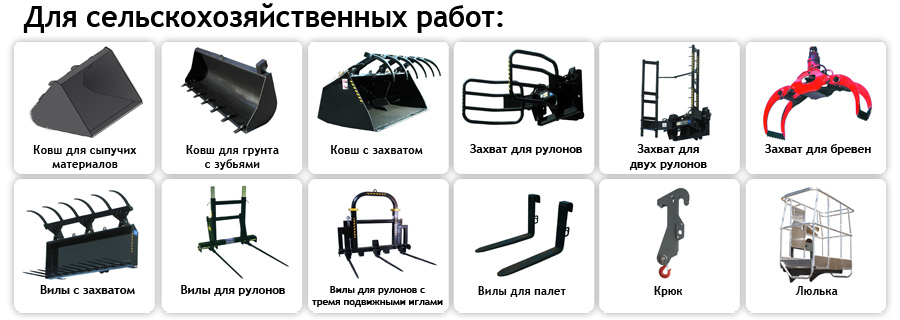 Для сельскохозяйственных работ:
Ковш для сыпучих
материалов
Ковш для грунта
с зубьями
Ковш с захватом
Захват для рулонов
Захват для
двух рулонов
Захват для бревен
Вилы с захватом
Вилы для рулонов
Вилы для рулонов с
тремя подвижными иглами
Вилы для палет
Крюк
Люлька